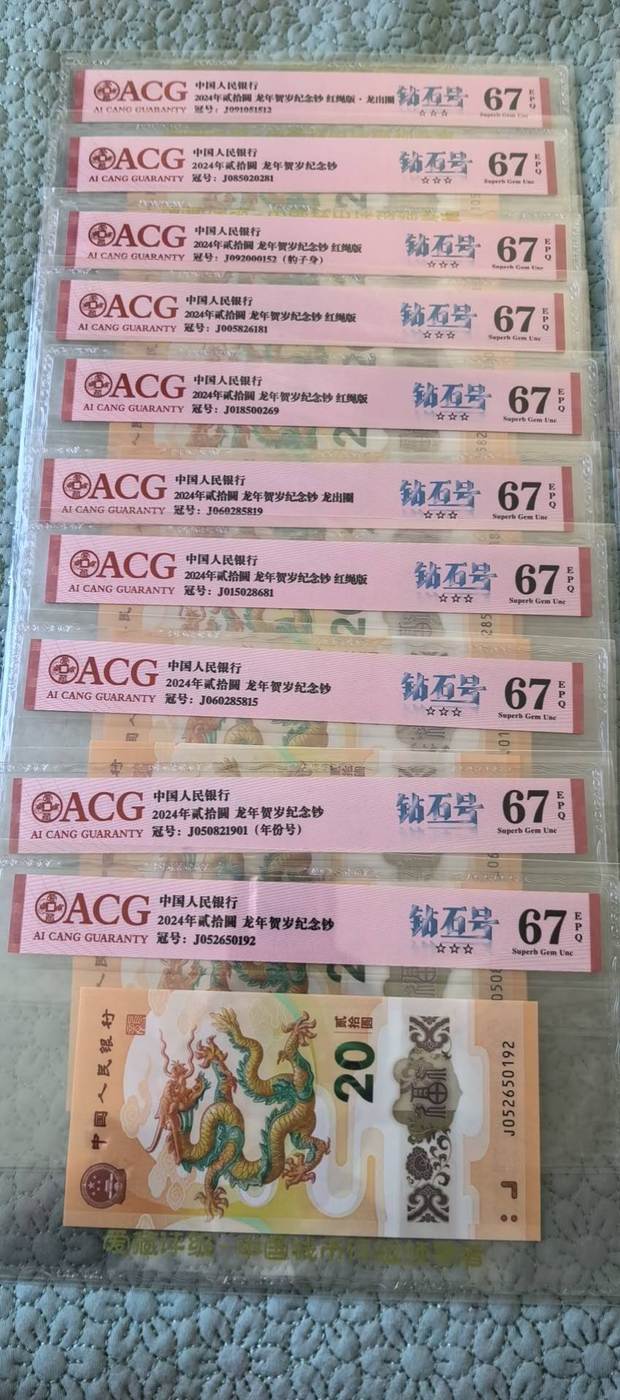 ACG
AI CANG GUARANTY
中国人民银行
2024年贰拾圆 龙年贺岁纪念钞 红绳版·龙出圈
冠号：J091051512
钻石号
☆☆☆
67
EPQ
Superb Gem Unc
ACG
AI CANG GUARANTY
中国人民银行
2024年贰拾圆 龙年贺岁纪念钞
冠号：J085020281
钻石号
☆☆☆
67
EPQ
Superb Gem Unc
ACG
AI CANG GUARANTY
中国人民银行
2024年贰拾圆 龙年贺岁纪念钞 红绳版
冠号：J092000152（豹子身）
钻石号
☆☆☆
67
EPQ
Superb Gem Unc
ACG
AI CANG GUARANTY
中国人民银行
2024年贰拾圆 龙年贺岁纪念钞 红绳版
冠号：J005826181
钻石号
☆☆☆
67
EPQ
Superb Gem Unc
ACG
AI CANG GUARANTY
中国人民银行
2024年贰拾圆 龙年贺岁纪念钞 红绳版
冠号：J018500269
钻石号
☆☆☆
67
EPQ
Superb Gem Unc
ACG
AI CANG GUARANTY
中国人民银行
2024年贰拾圆 龙年贺岁纪念钞 龙出圈
冠号：J060285819
钻石号
☆☆☆
67
EPQ
Superb Gem Unc
ACG
AI CANG GUARANTY
中国人民银行
2024年贰拾圆 龙年贺岁纪念钞 红绳版
冠号：J015028681
钻石号
☆☆☆
67
EPQ
Superb Gem Unc
ACG
AI CANG GUARANTY
中国人民银行
2024年贰拾圆 龙年贺岁纪念钞
冠号：J060285815
钻石号
☆☆☆
67
EPQ
Superb Gem Unc
ACG
AI CANG GUARANTY
中国人民银行
2024年贰拾圆 龙年贺岁纪念钞
冠号：J050821901（年份号）
钻石号
☆☆☆
67
EPQ
Superb Gem Unc
ACG
AI CANG GUARANTY
中国人民银行
2024年贰拾圆 龙年贺岁纪念钞
冠号：J052650192
钻石号
☆☆☆
67
EPQ
Superb Gem Unc
中国人民银行
贰拾圆
20
J052650192